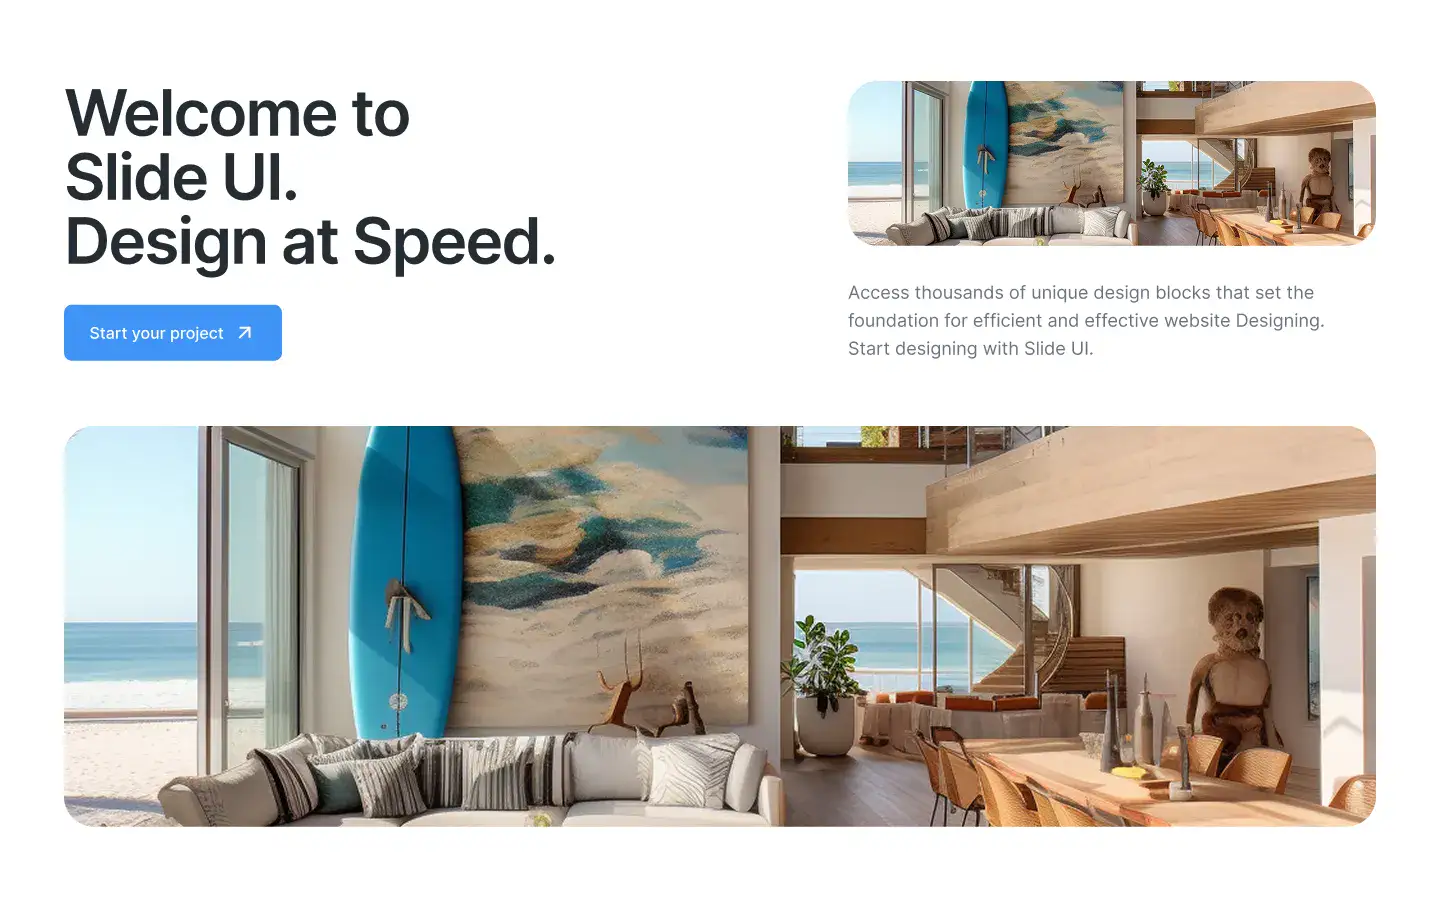 Welcome to
Slide UI.
Design at Speed.
Start your project
Access thousands of unique design blocks that set the
foundation for efficient and effective website Designing.
Start designing with Slide UI.